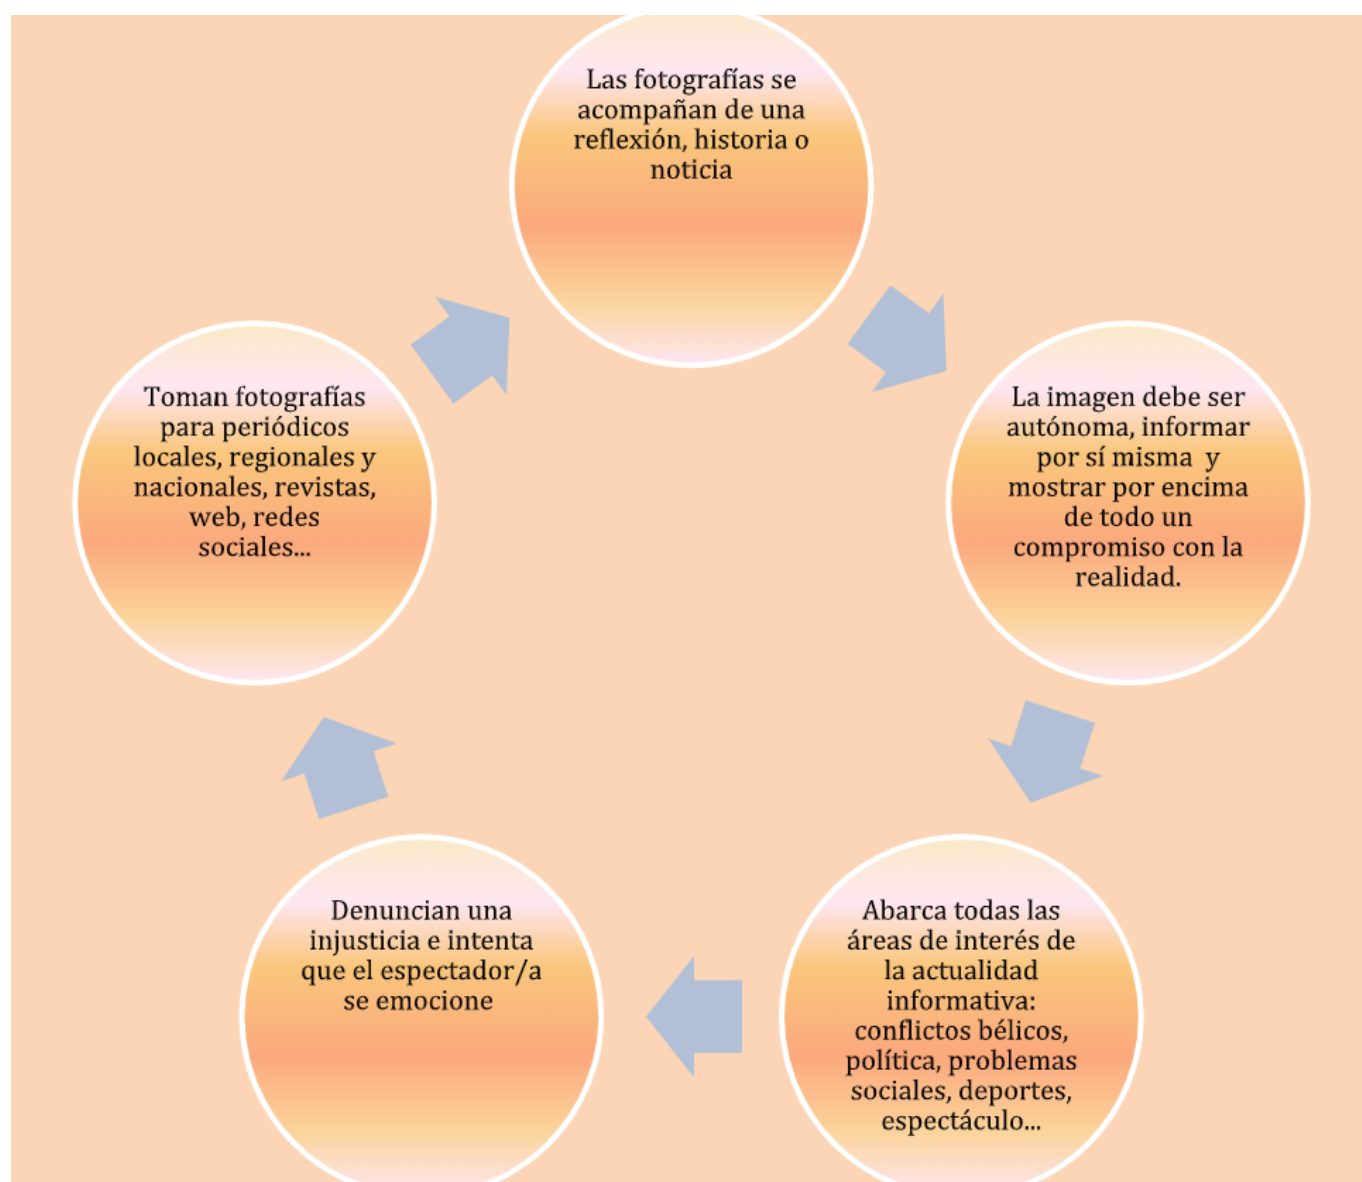 Las fotografías se
acompañan de una
reflexión, historia o
noticia
La imagen debe ser
autónoma, informar
por sí misma  y
mostrar por encima
de todo un
compromiso con la
realidad.
Abarca todas las
áreas de interés de
la actualidad
informativa:
conflictos bélicos,
política, problemas
sociales, deportes,
espectáculo...
Denuncian una
injusticia e intenta
que el espectador/a
se emocione
Toman fotografías
para periódicos
locales, regionales y
nacionales, revistas,
web, redes
sociales...